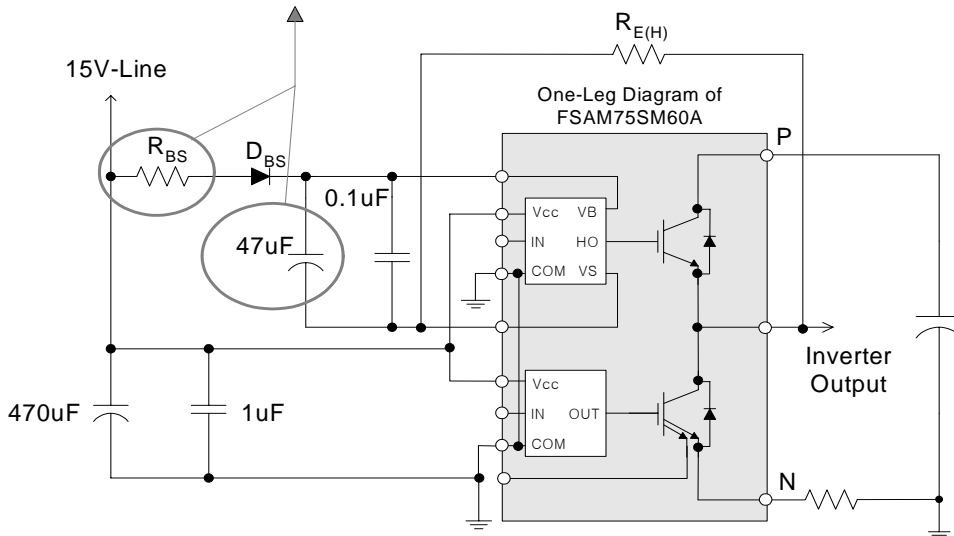 R_E(H)
15V-Line
One-Leg Diagram of
FSAM75SM60A
P
R_BS
D_BS
0.1uF
Vcc VB
47uF
IN HO
COM VS
Inverter
Output
Vcc
470uF
1uF
IN OUT
COM
N